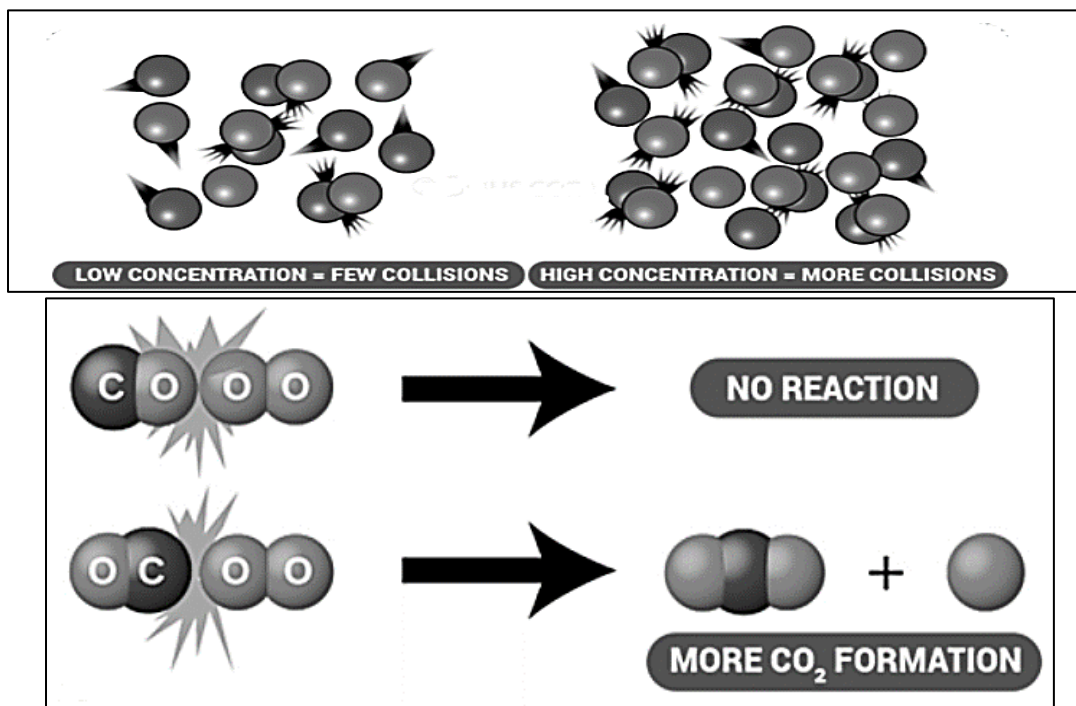 LOW CONCENTRATION = FEW COLLISIONS
HIGH CONCENTRATION = MORE COLLISIONS
C O O O
NO REACTION
O C O O
+
MORE CO₂ FORMATION